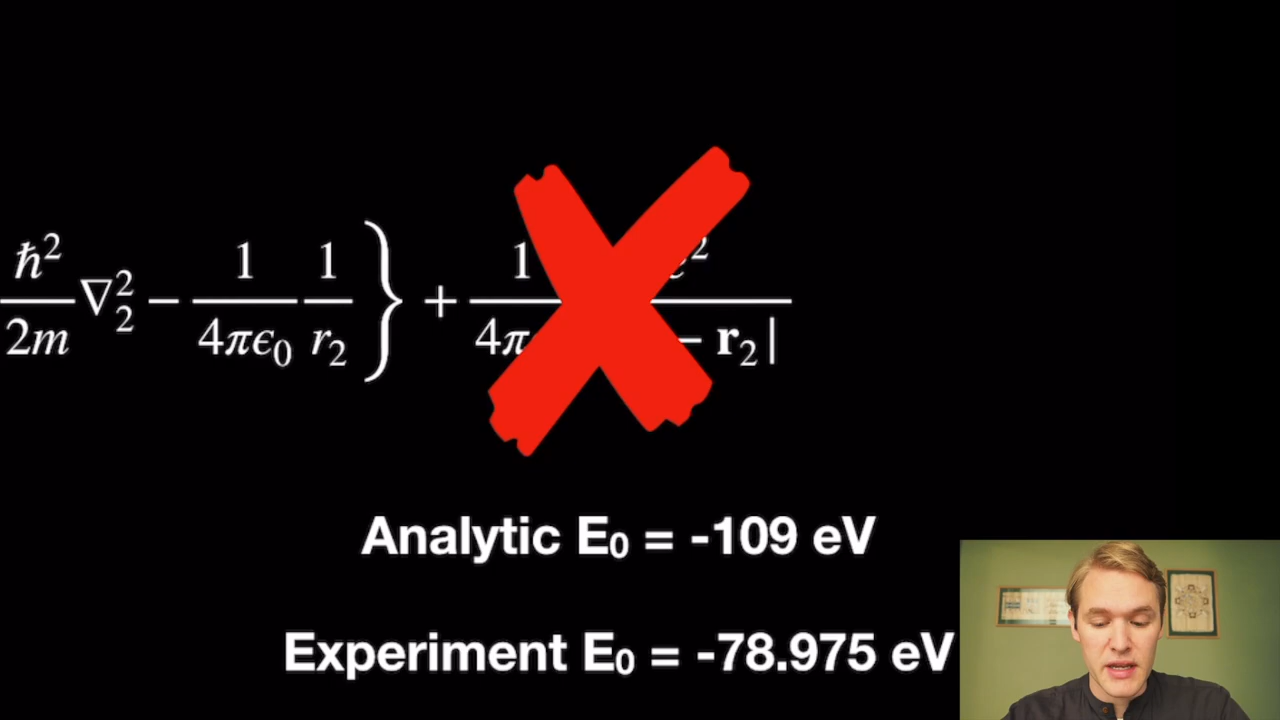 ħ²/2m ∇₂² − 1/4πϵ₀ 1/r₂ } + 1/4π − r₂|
Analytic E₀ = -109 eV
Experiment E₀ = -78.975 eV